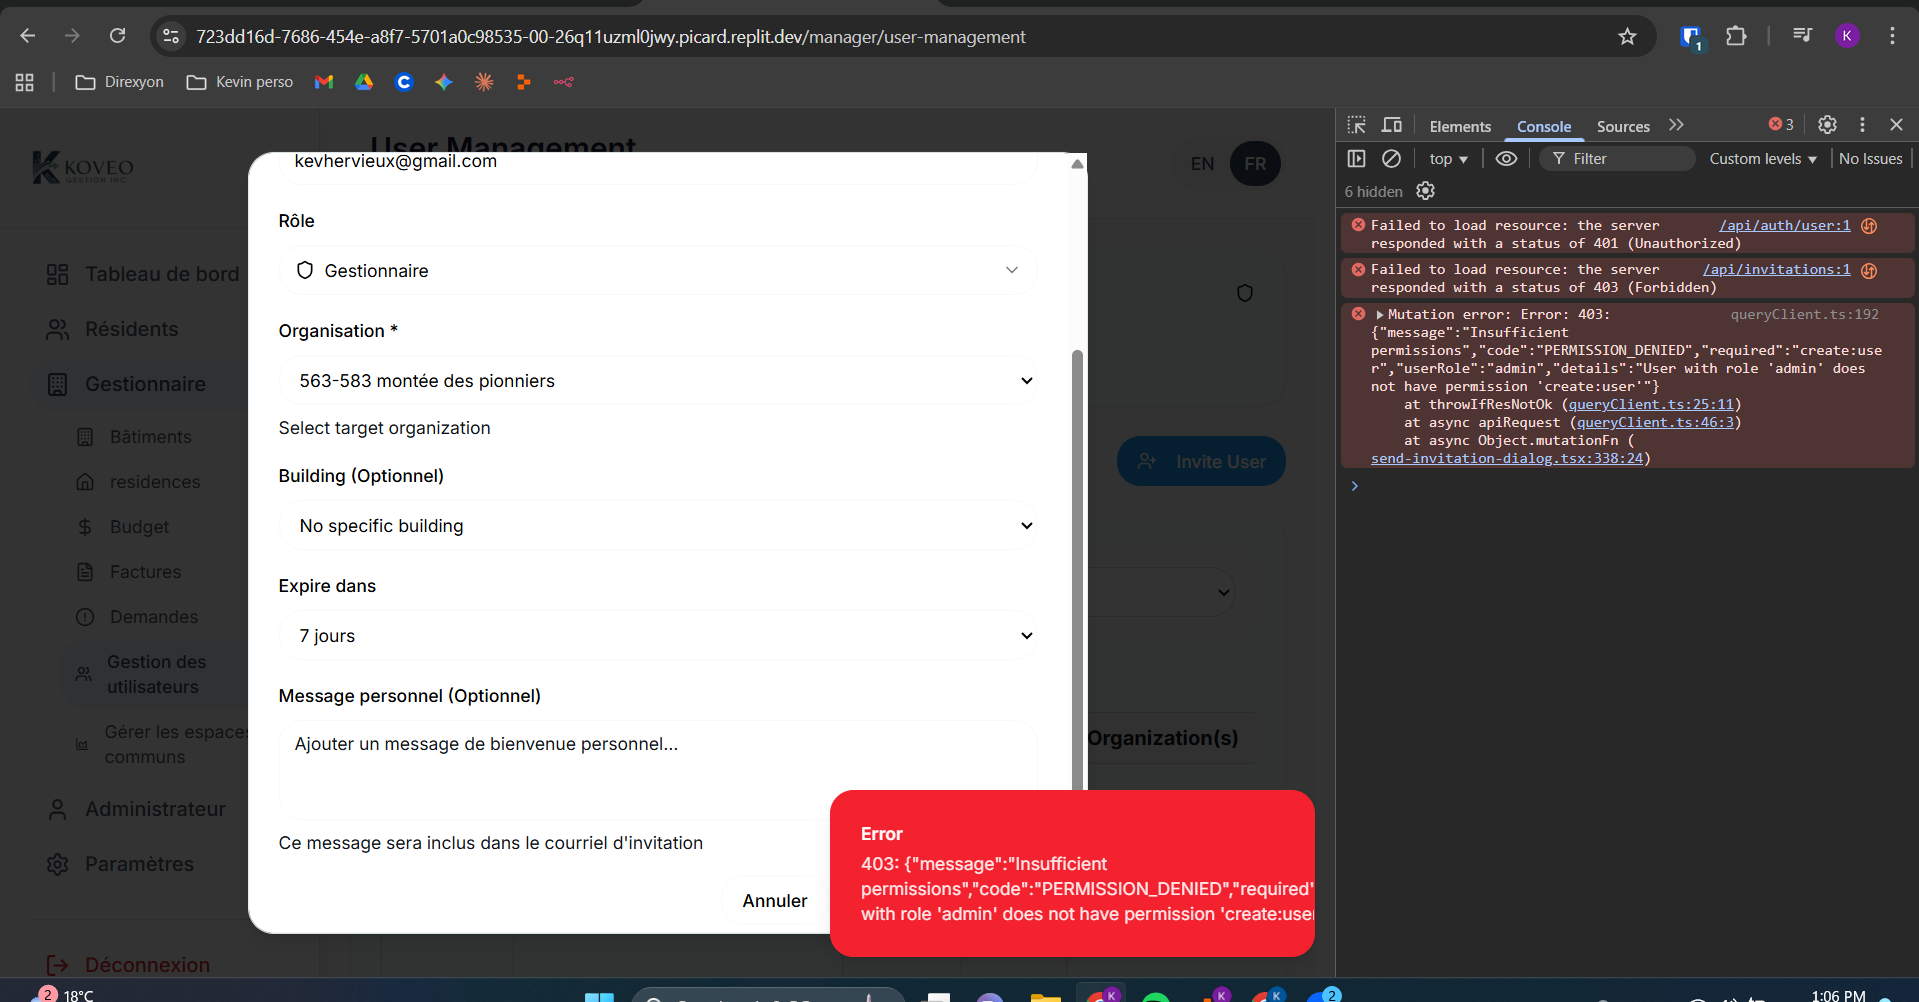 723dd16d-7686-454e-a8f7-5701a0c98535-00-26q11uzml0jwy.picard.replit.dev/manager/user-management
1
K
Direxyon
Kevin perso
KOVEO
GESTION INC
User Management
EN
FR
Tableau de bord
Résidents
Gestionnaire
Bâtiments
residences
Budget
Factures
Demandes
Gestion des
utilisateurs
Gérer les espaces
communs
Administrateur
Paramètres
Déconnexion
Invite User
Organization(s)
kevhervieux@gmail.com
Rôle
Gestionnaire
Organisation *
563-583 montée des pionniers
Select target organization
Building (Optionnel)
No specific building
Expire dans
7 jours
Message personnel (Optionnel)
Ajouter un message de bienvenue personnel...
Ce message sera inclus dans le courriel d'invitation
Annuler
Error
403: {"message":"Insufficient
permissions","code":"PERMISSION_DENIED","required"
with role 'admin' does not have permission 'create:user
Elements
Console
Sources
3
top
Filter
Custom levels
No Issues
6 hidden
Failed to load resource: the server /api/auth/user:1
responded with a status of 401 (Unauthorized)
Failed to load resource: the server /api/invitations:1
responded with a status of 403 (Forbidden)
Mutation error: Error: 403: queryClient.ts:192
{"message":"Insufficient
permissions","code":"PERMISSION_DENIED","required":"create:use
r","userRole":"admin","details":"User with role 'admin' does
not have permission 'create:user'"}
at throwIfResNotOk (queryClient.ts:25:11)
at async apiRequest (queryClient.ts:46:3)
at async Object.mutationFn (
send-invitation-dialog.tsx:338:24)
2
18°C
K
K
K
2
1:06 PM